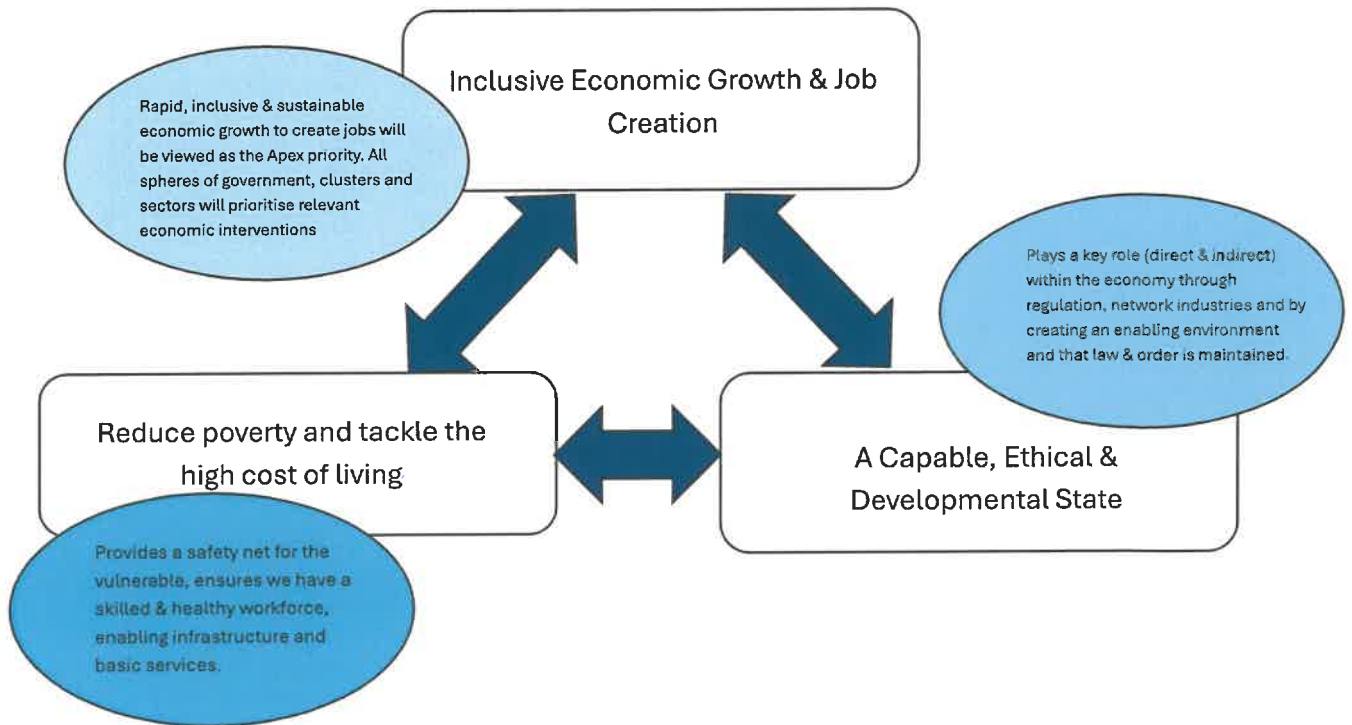 Inclusive Economic Growth & Job
Creation
Rapid, inclusive & sustainable
economic growth to create jobs will
be viewed as the Apex priority. All
spheres of government, clusters and
sectors will prioritise relevant
economic interventions
Plays a key role (direct & indirect)
within the economy through
regulation, network industries and by
creating an enabling environment
and that law & order is maintained.
Reduce poverty and tackle the
high cost of living
A Capable, Ethical &
Developmental State
Provides a safety net for the
vulnerable, ensures we have a
skilled & healthy workforce,
enabling infrastructure and
basic services.